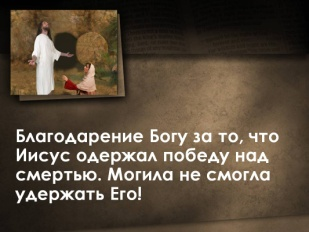 Благодарение Богу за то, что
Иисус одержал победу над
смертью. Могила не смогла
удержать Его!